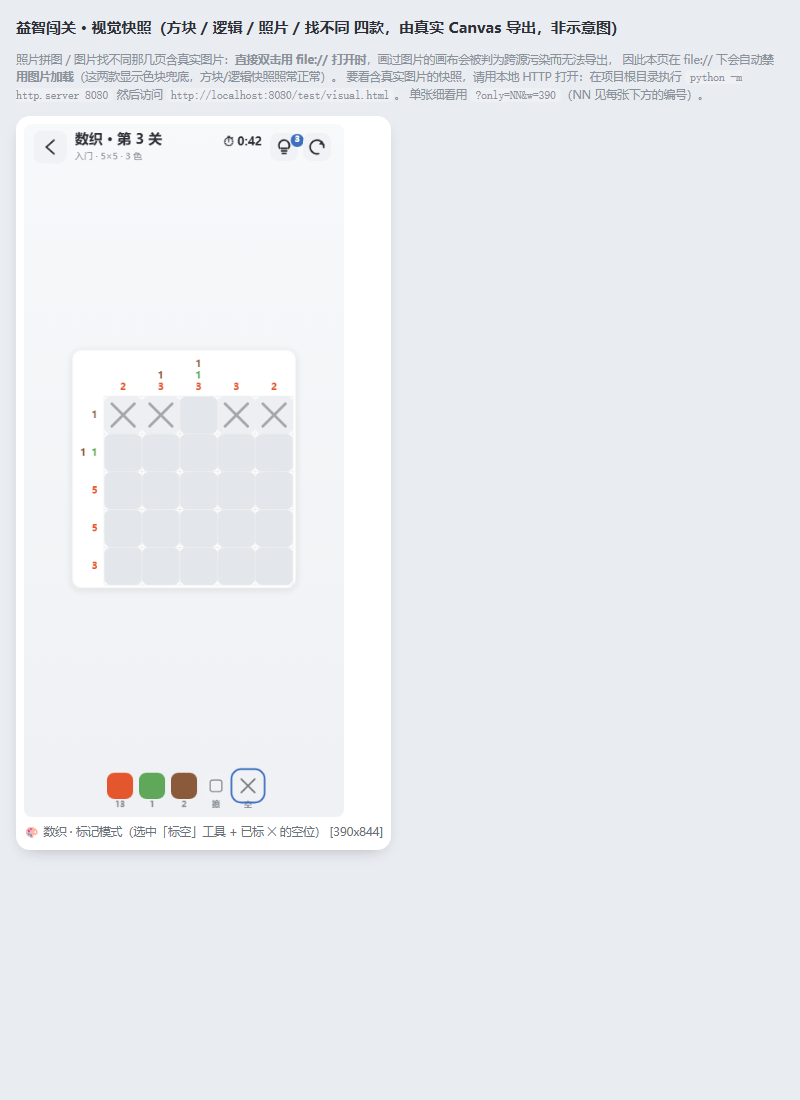 益智闯关 • 视觉快照（方块 / 逻辑 / 照片 / 找不同 四款，由真实 Canvas 导出，非示意图）
照片拼图 / 图片找不同那几页含真实图片：直接双击用 file:// 打开时，画过图片的画布会被判为跨源污染而无法导出， 因此本页在 file:// 下会自动禁
用图片加载（这两款显示色块兜底，方块/逻辑快照照常正常）。 要看含真实图片的快照，请用本地 HTTP 打开：在项目根目录执行 python -m
http.server 8080 然后访问 http://localhost:8080/test/visual.html 。 单张细看用 ?only=NN&w=390 （NN 见每张下方的编号）。
数织 • 第 3 关
0:42
3
入门 · 5×5 · 3 色
1
1 1
2 3 3 3 2
1
1 1
5
5
3
13 1 2 擦 空
数织 · 标记模式（选中「标空」工具 + 已标 ✕ 的空位） [390x844]